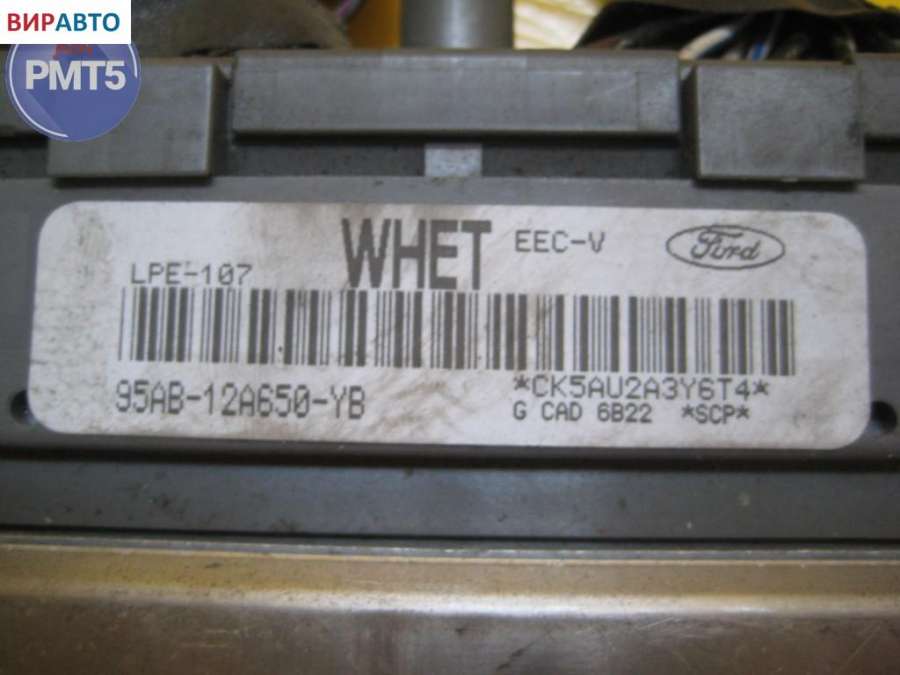 ВИРАВТО
РМТ5
WHET EEC-V Ford
LPE-107
95AB-12A650-YB *CK5AU2A3Y6T4*
G CAD 6B22 *SCP*